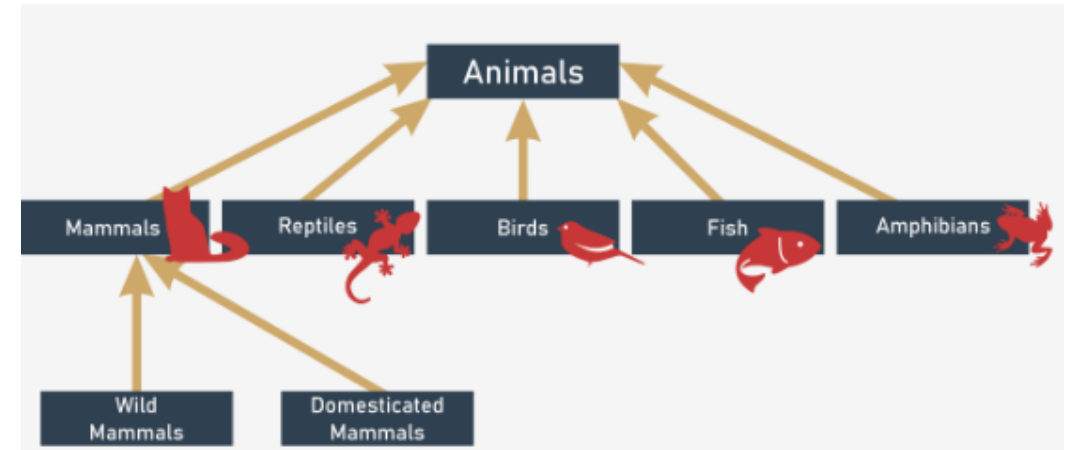 Animals
Mammals
Reptiles
Birds
Fish
Amphibians
Wild
Mammals
Domesticated
Mammals